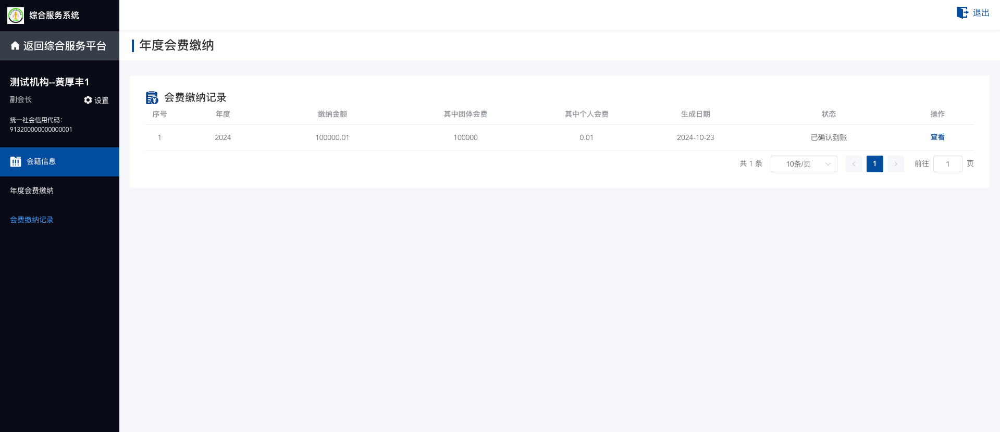 综合服务系统
退出
返回综合服务平台
年度会费缴纳
测试机构--黄厚丰1
副会长 设置
统一社会信用代码：
913200000000000001
会籍信息
年度会费缴纳
会费缴纳记录
会费缴纳记录
序号 年度 缴纳金额 其中团体会费 其中个人会费 生成日期 状态 操作
1 2024 100000.01 100000 0.01 2024-10-23 已确认到账 查看
共 1 条 10条/页 1 前往 1 页